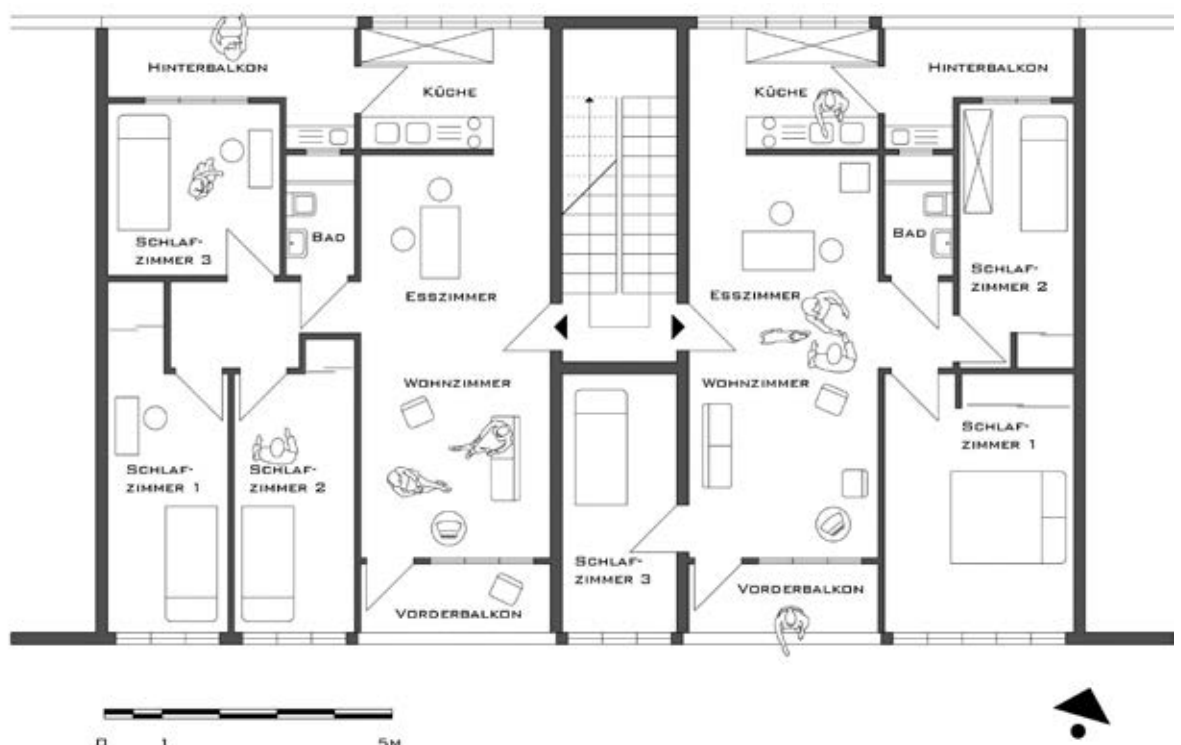 HINTERBALKON
KÜCHE
KÜCHE
HINTERBALKON
SCHLAF-
ZIMMER 3
BAD
ESSZIMMER
ESSZIMMER
BAD
SCHLAF-
ZIMMER 2
WOHNZIMMER
WOHNZIMMER
SCHLAF-
ZIMMER 1
SCHLAF-
ZIMMER 1
SCHLAF-
ZIMMER 2
SCHLAF-
ZIMMER 3
VORDERBALKON
VORDERBALKON
0 1 5M